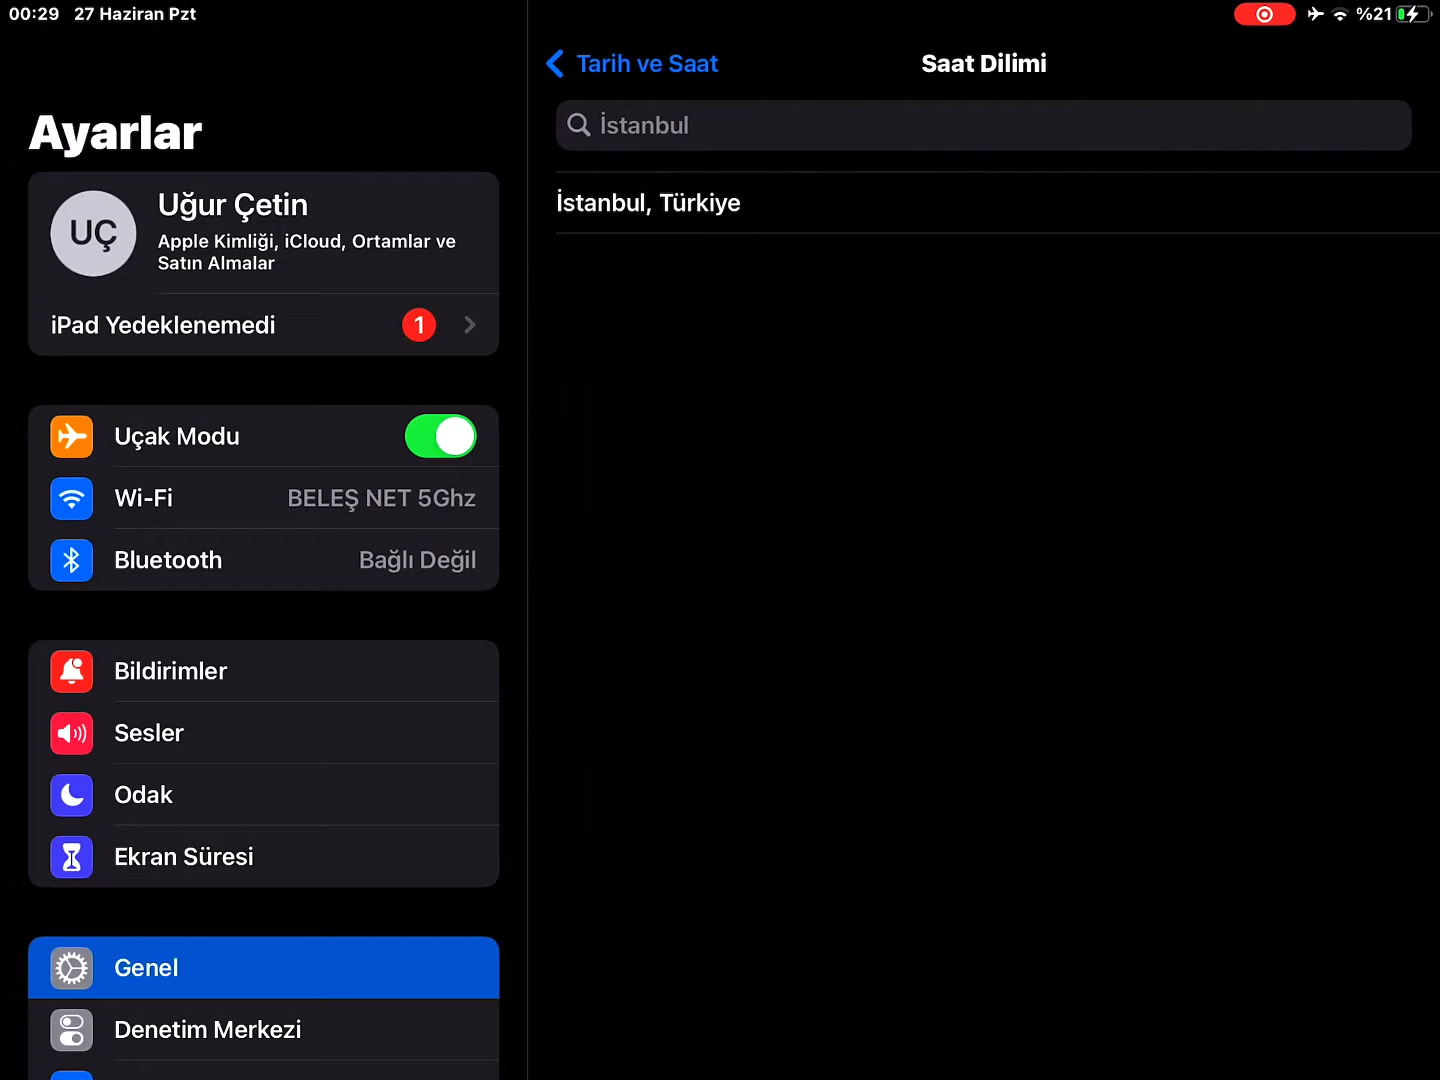 00:29 27 Haziran Pzt
%21
Ayarlar
UÇ
Uğur Çetin
Apple Kimliği, iCloud, Ortamlar ve
Satın Almalar
iPad Yedeklenemedi 1
Uçak Modu
Wi-Fi BELEŞ NET 5Ghz
Bluetooth Bağlı Değil
Bildirimler
Sesler
Odak
Ekran Süresi
Genel
Denetim Merkezi
Tarih ve Saat
Saat Dilimi
İstanbul
İstanbul, Türkiye